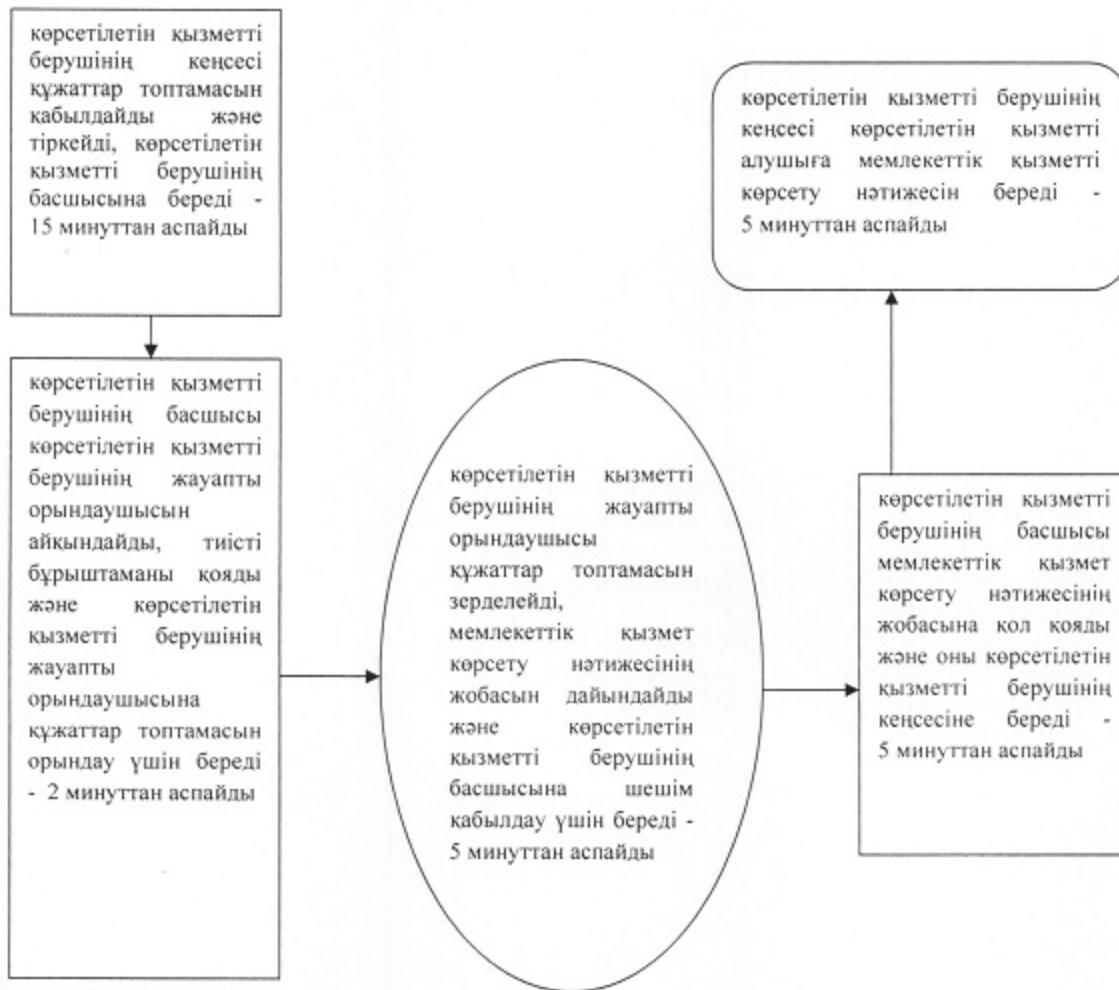 көрсетілетін қызметті
берушінің кеңсесі
құжаттар топтамасын
қабылдайды және
тіркейді, көрсетілетін
қызметті берушінің
басшысына береді -
15 минуттан аспайды
көрсетілетін қызметті
берушінің басшысы
көрсетілетін қызметті
берушінің жауапты
орындаушысын
айқындайды, тиісті
бұрыштаманы қояды
және көрсетілетін
қызметті берушінің
жауапты
орындаушысына
құжаттар топтамасын
орындау үшін береді
- 2 минуттан аспайды
көрсетілетін қызметті
берушінің жауапты
орындаушысы
құжаттар топтамасын
зерделейді,
мемлекеттік қызмет
көрсету нәтижесінің
жобасын дайындайды
және көрсетілетін
қызметті берушінің
басшысына шешім
қабылдау үшін береді -
5 минуттан аспайды
көрсетілетін қызметті
берушінің басшысы
мемлекеттік қызмет
көрсету нәтижесінің
жобасына қол қояды
және оны көрсетілетін
қызметті берушінің
кеңсесіне береді -
5 минуттан аспайды
көрсетілетін қызметті берушінің
кеңсесі көрсетілетін қызметті
алушыға мемлекеттік қызметті
көрсету нәтижесін береді -
5 минуттан аспайды